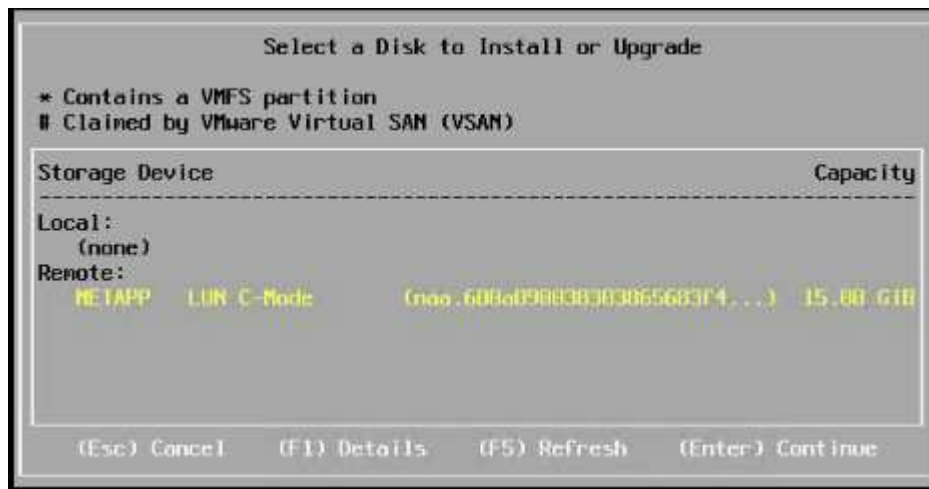 Select a Disk to Install or Upgrade
* Contains a VMFS partition
# Claimed by VMware Virtual SAN (VSAN)
Storage Device Capacity
Local:
(none)
Remote:
NETAPP LUN C-Mode 15.00 GiB
(Esc) Cancel (F1) Details (F5) Refresh (Enter) Continue